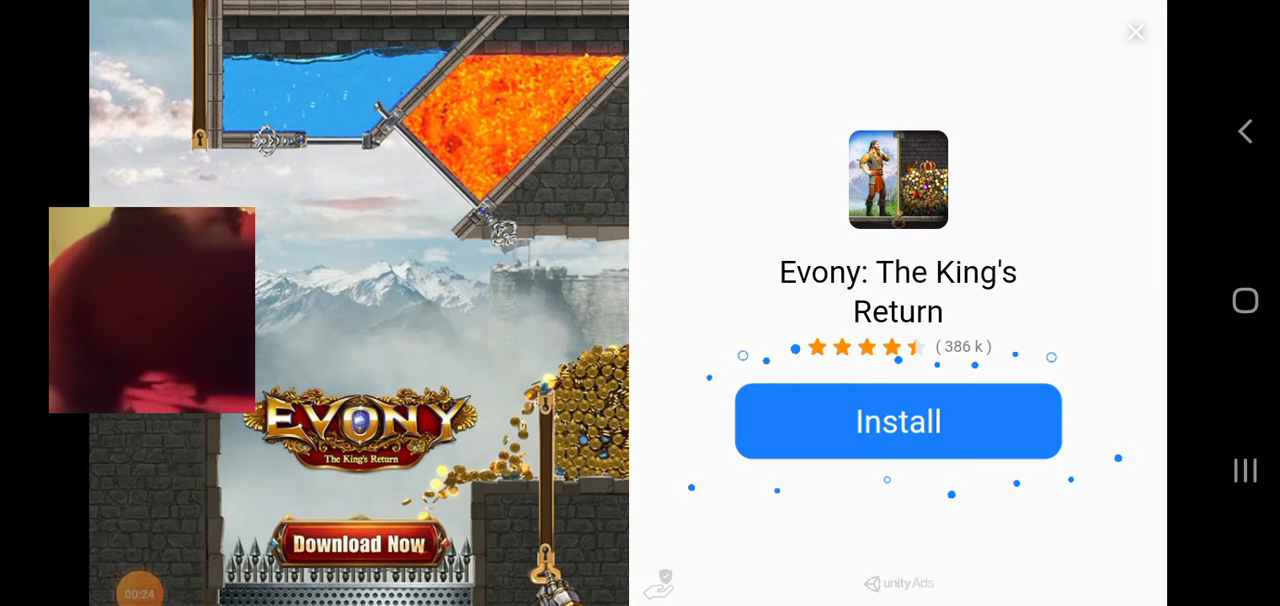 EVONY
The King's Return
Download Now
00:24
Evony: The King's
Return
( 386 k )
Install
unity Ads